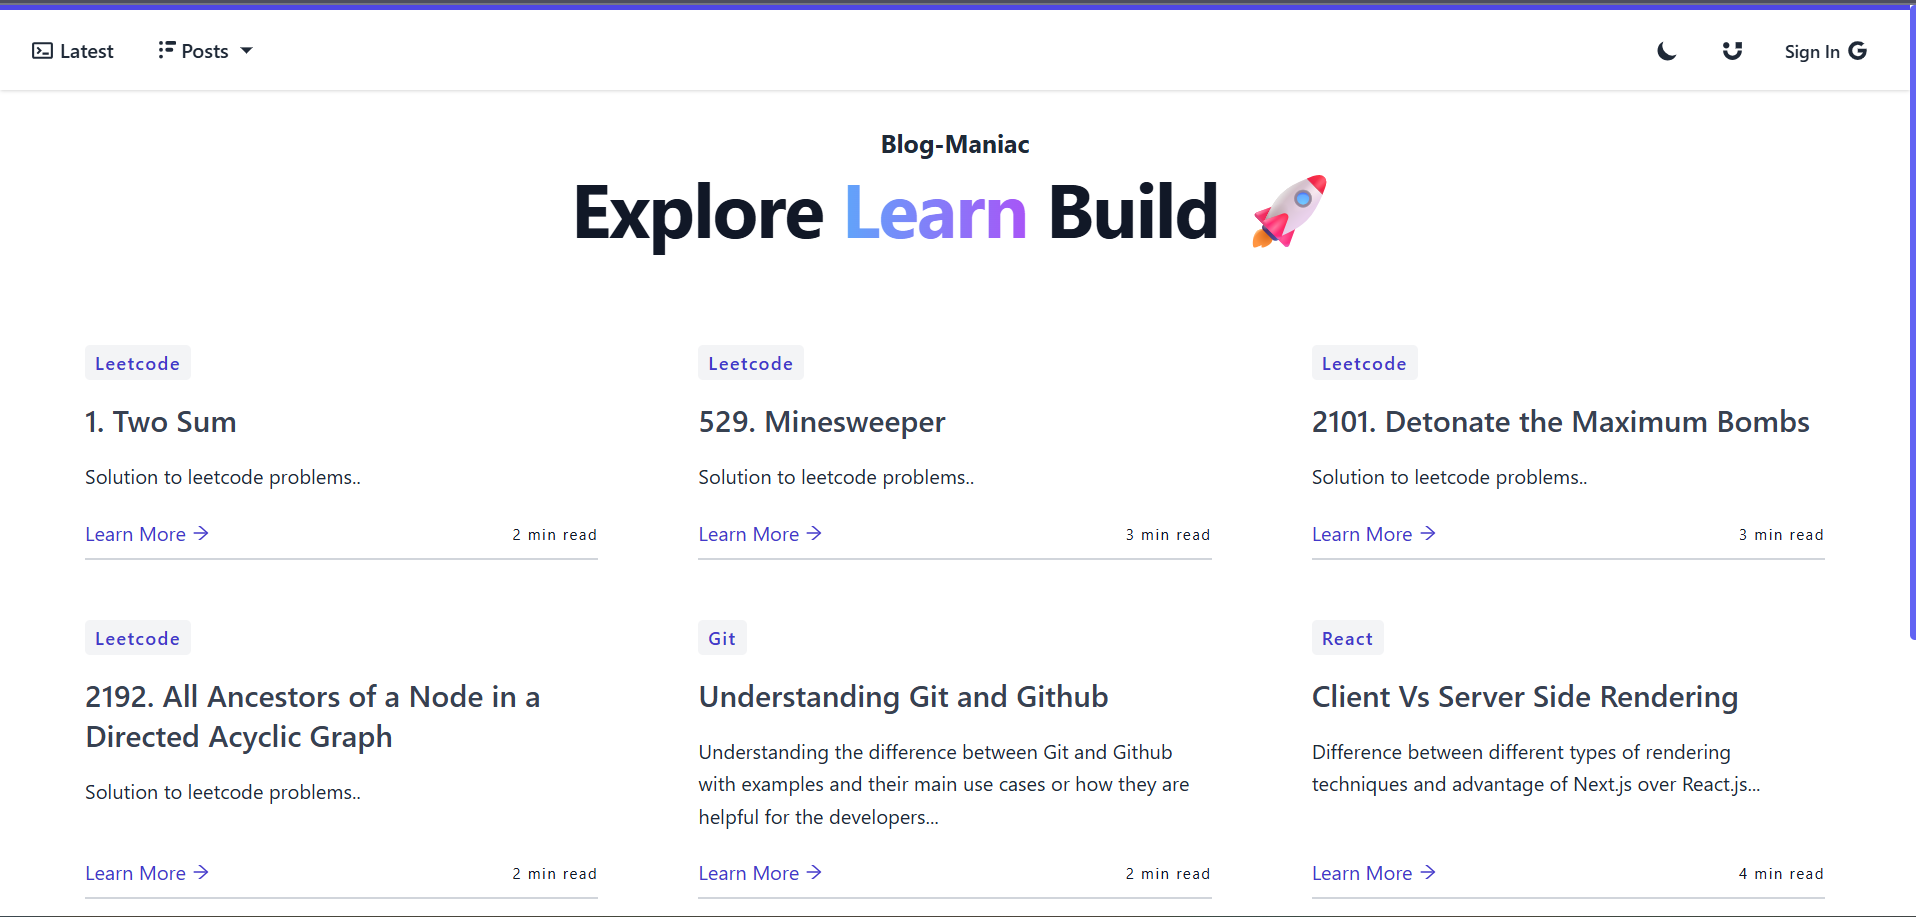 Latest Posts Sign In
Blog-Maniac
Explore Learn Build
Leetcode
1. Two Sum
Solution to leetcode problems..
Learn More → 2 min read
Leetcode
529. Minesweeper
Solution to leetcode problems..
Learn More → 3 min read
Leetcode
2101. Detonate the Maximum Bombs
Solution to leetcode problems..
Learn More → 3 min read
Leetcode
2192. All Ancestors of a Node in a
Directed Acyclic Graph
Solution to leetcode problems..
Learn More → 2 min read
Git
Understanding Git and Github
Understanding the difference between Git and Github
with examples and their main use cases or how they are
helpful for the developers...
Learn More → 2 min read
React
Client Vs Server Side Rendering
Difference between different types of rendering
techniques and advantage of Next.js over React.js...
Learn More → 4 min read